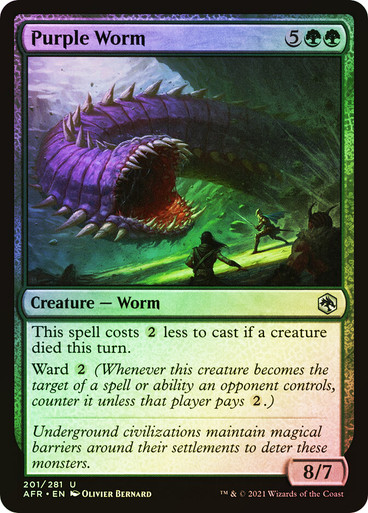 Purple Worm 5
Creature — Worm
This spell costs 2 less to cast if a creature
died this turn.
Ward 2 (Whenever this creature becomes the
target of a spell or ability an opponent controls,
counter it unless that player pays 2.)
Underground civilizations maintain magical
barriers around their settlements to deter these
monsters.
8/7
201/281 U
AFR • EN Olivier Bernard
™ & © 2021 Wizards of the Coast